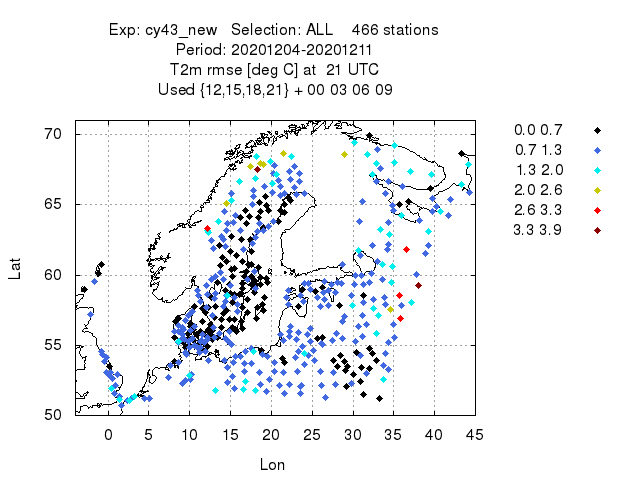 Exp: cy43_new   Selection: ALL    466 stations
Period: 20201204-20201211
T2m rmse [deg C] at  21 UTC
Used {12,15,18,21} + 00 03 06 09
70
65
60
55
50
Lat
0 5 10 15 20 25 30 35 40 45
Lon
0.0 0.7
0.7 1.3
1.3 2.0
2.0 2.6
2.6 3.3
3.3 3.9